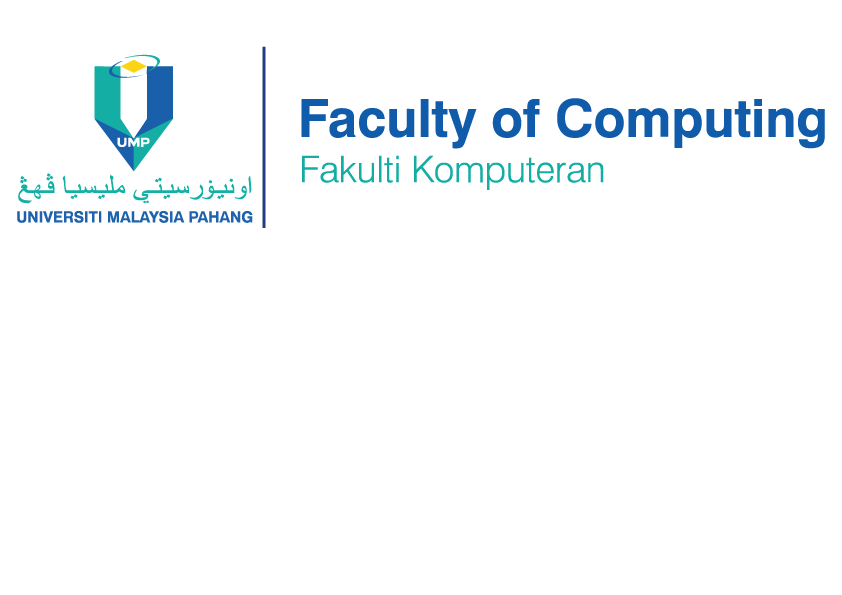 UMP
اونيۏرسيتي مليسيا ڤهڠ
UNIVERSITI MALAYSIA PAHANG
Faculty of Computing
Fakulti Komputeran